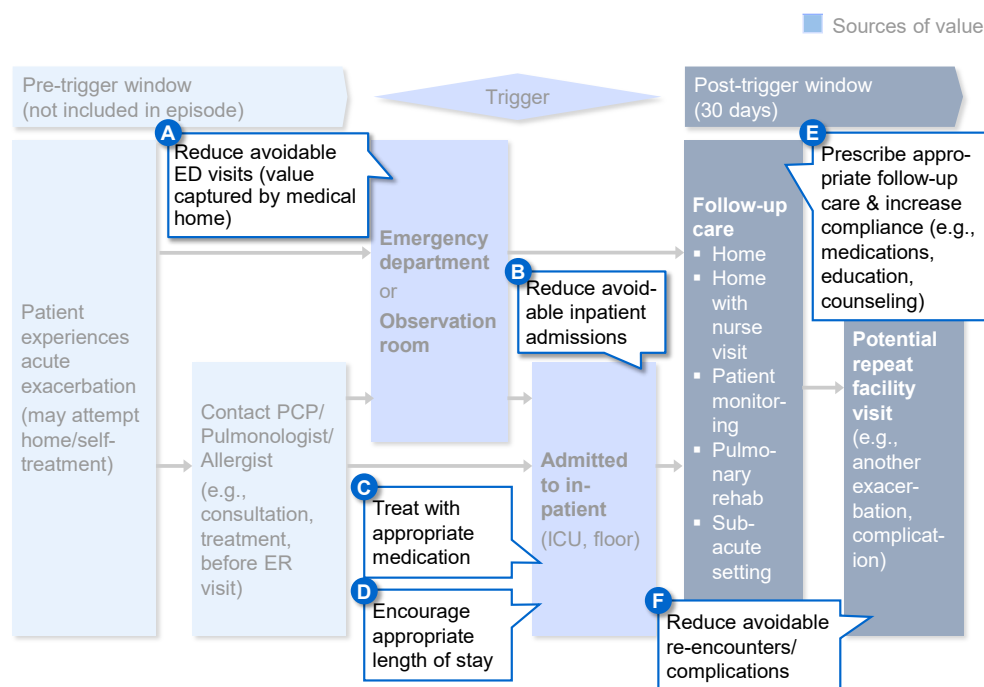 Sources of value
Pre-trigger window
(not included in episode)
Trigger
Post-trigger window
(30 days)
A
Reduce avoidable
ED visits (value
captured by medical
home)
E
Prescribe appro-
priate follow-up
care & increase
compliance (e.g.,
medications,
education,
counseling)
Patient
experiences
acute
exacerbation
(may attempt
home/self-
treatment)
Contact PCP/
Pulmonologist/
Allergist
(e.g.,
consultation,
treatment,
before ER
visit)
Emergency
department
or
Observation
room
B
Reduce avoid-
able inpatient
admissions
C
Treat with
appropriate
medication
D
Encourage
appropriate
length of stay
Admitted
to in-
patient
(ICU, floor)
Follow-up
care
▪ Home
▪ Home
with
nurse
visit
▪ Patient
monitor-
ing
▪ Pulmo-
nary
rehab
▪ Sub-
acute
setting
Potential
repeat
facility
visit
(e.g.,
another
exacer-
bation,
complicat-
ion)
F
Reduce avoidable
re-encounters/
complications